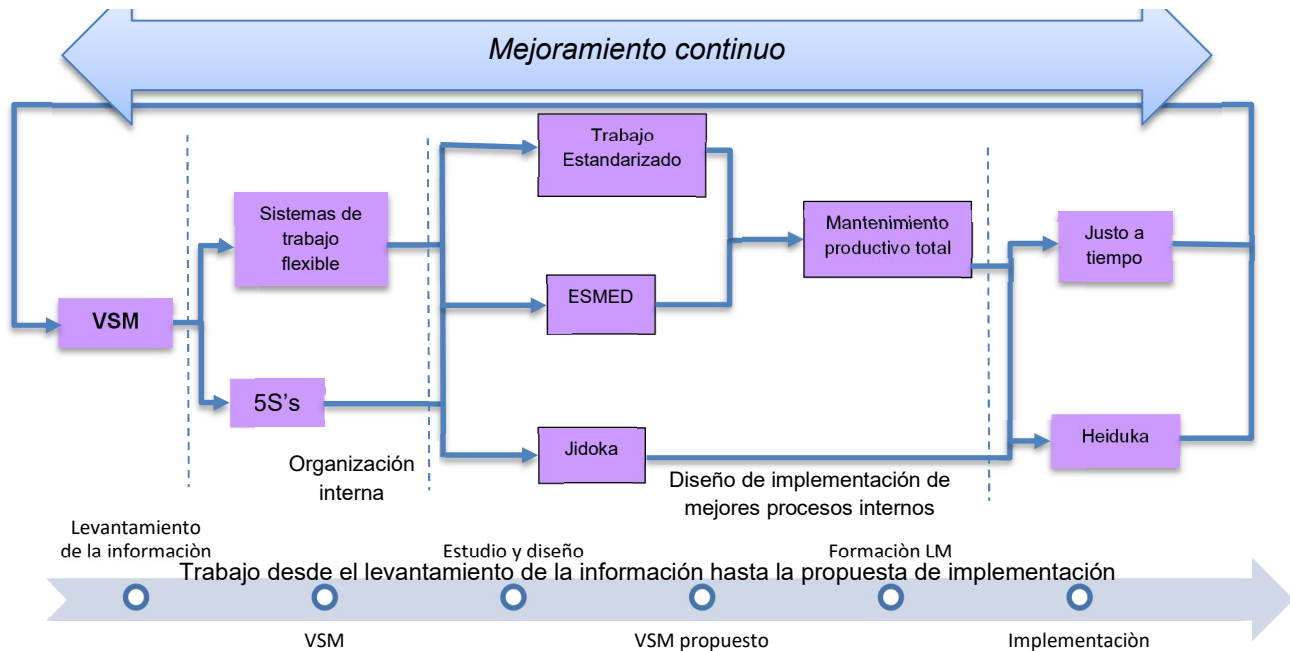 Mejoramiento continuo
Trabajo
Estandarizado
Sistemas de
trabajo
flexible
Mantenimiento
productivo total
Justo a
tiempo
VSM
ESMED
5S's
Jidoka
Heiduka
Organización
interna
Diseño de implementación de
mejores procesos internos
Levantamiento
de la informaciòn
Estudio y diseño
Formaciòn LM
Trabajo desde el levantamiento de la información hasta la propuesta de implementación
VSM
VSM propuesto
Implementaciòn